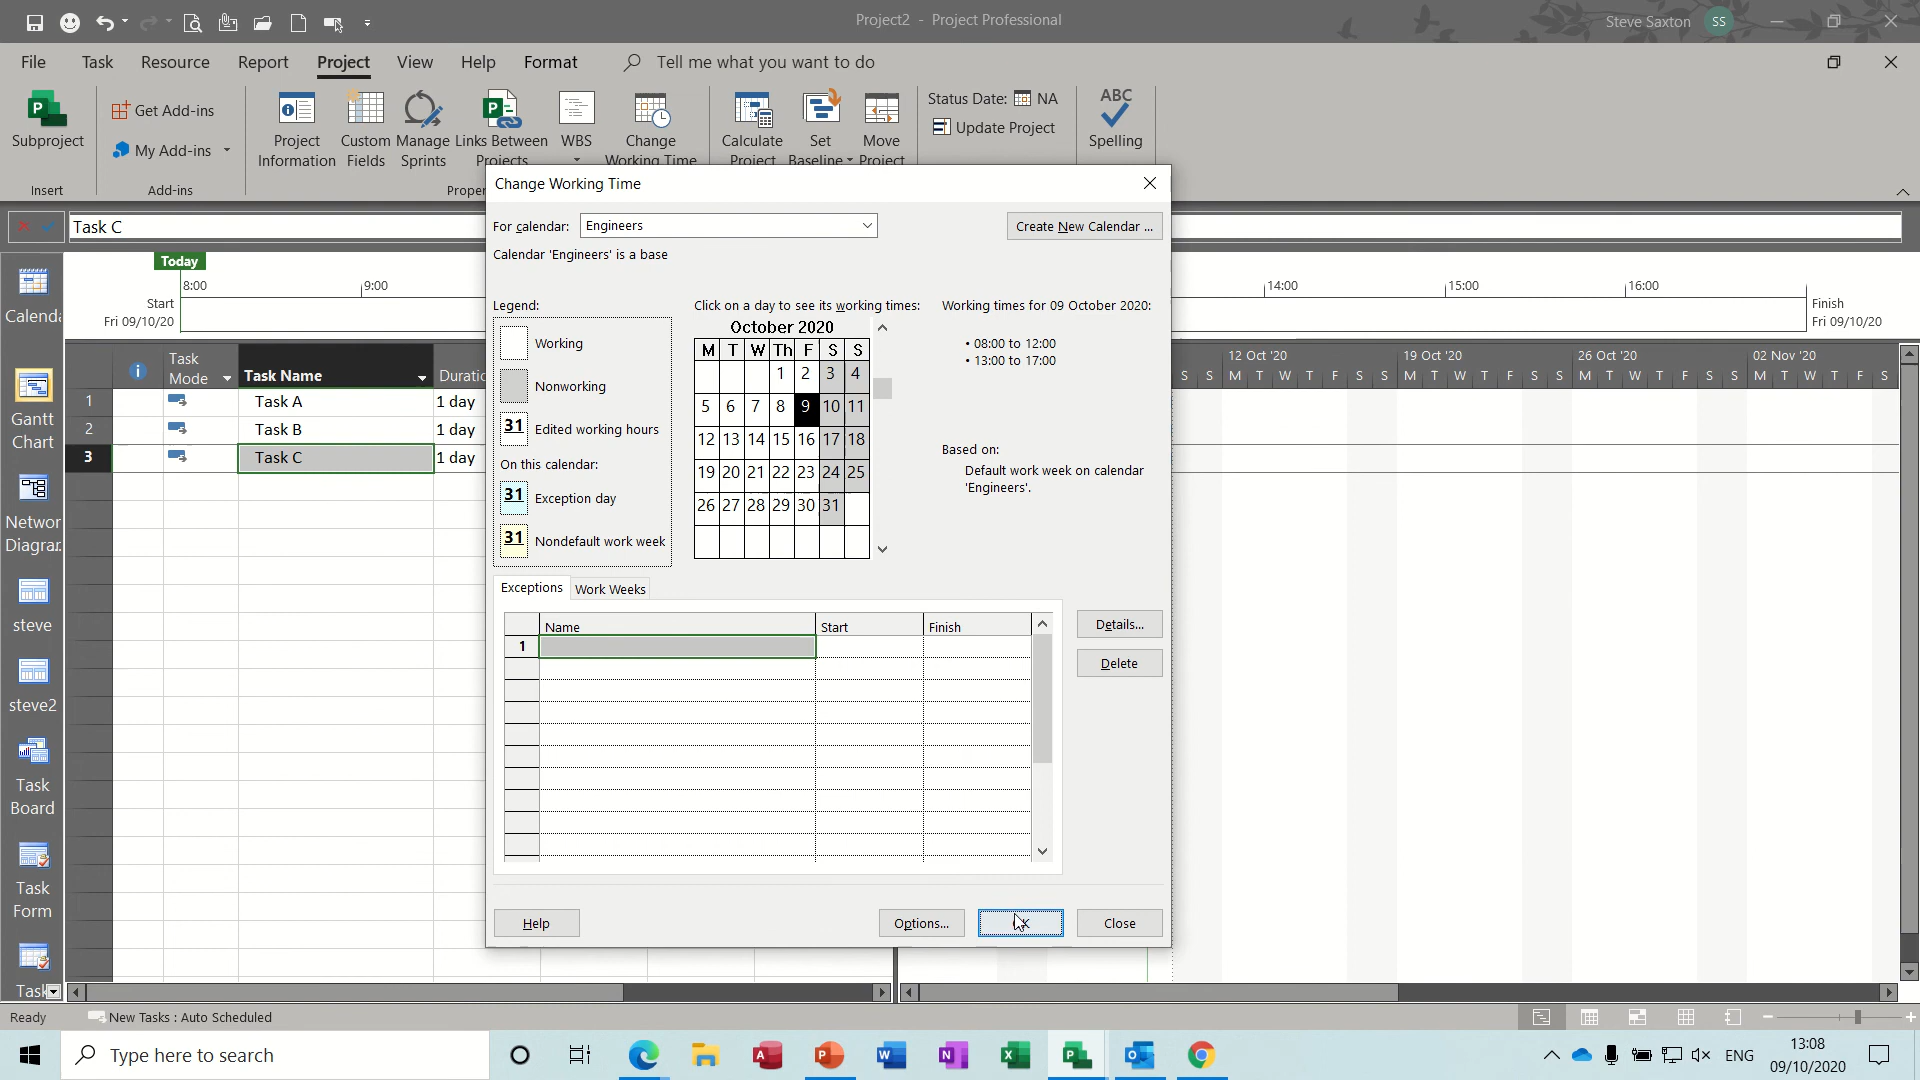 Project2 - Project Professional
Steve Saxton SS
File Task Resource Report Project View Help Format Tell me what you want to do
Subproject
Get Add-ins
My Add-ins
Project Information
Custom Fields
Manage Sprints
Links Between Projects
WBS
Change Working Time
Calculate Project
Set Baseline
Move Project
Status Date: NA
Update Project
ABC
Spelling
Insert
Add-ins
Proper
Task C
Today
8:00
9:00
14:00
15:00
16:00
Start
Fri 09/10/20
Finish
Fri 09/10/20
Calenda
Gantt
Chart
Networ
Diagrar
steve
steve2
Task
Board
Task
Form
Task
Task Mode
Task Name
Duratic
1 Task A 1 day
2 Task B 1 day
3 Task C 1 day
12 Oct '20
19 Oct '20
26 Oct '20
02 Nov '20
S S M T W T F S S M T W T F S S M T W T F S S M T W T F S
Change Working Time
For calendar: Engineers
Create New Calendar ...
Calendar 'Engineers' is a base
Legend:
Working
Nonworking
31 Edited working hours
On this calendar:
31 Exception day
31 Nondefault work week
Click on a day to see its working times:
October 2020
M T W Th F S S
1 2 3 4
5 6 7 8 9 10 11
12 13 14 15 16 17 18
19 20 21 22 23 24 25
26 27 28 29 30 31
Working times for 09 October 2020:
• 08:00 to 12:00
• 13:00 to 17:00
Based on:
Default work week on calendar
'Engineers'.
Exceptions Work Weeks
Name Start Finish
1
Details...
Delete
Help
Options...
Close
Ready New Tasks : Auto Scheduled
Type here to search
ENG
13:08
09/10/2020